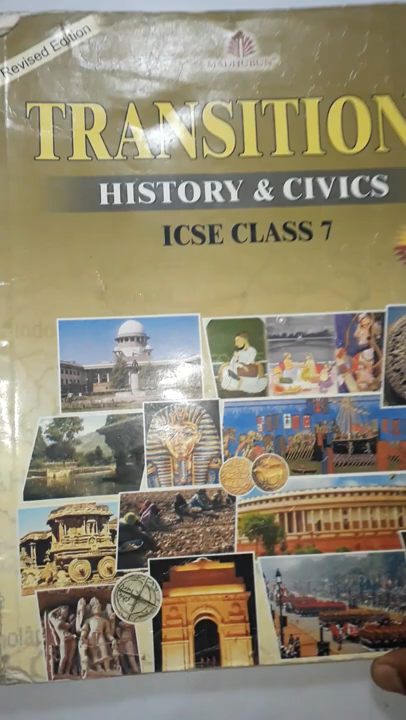 Revised Edition
MADHUBUN
TRANSITION
HISTORY & CIVICS
ICSE CLASS 7